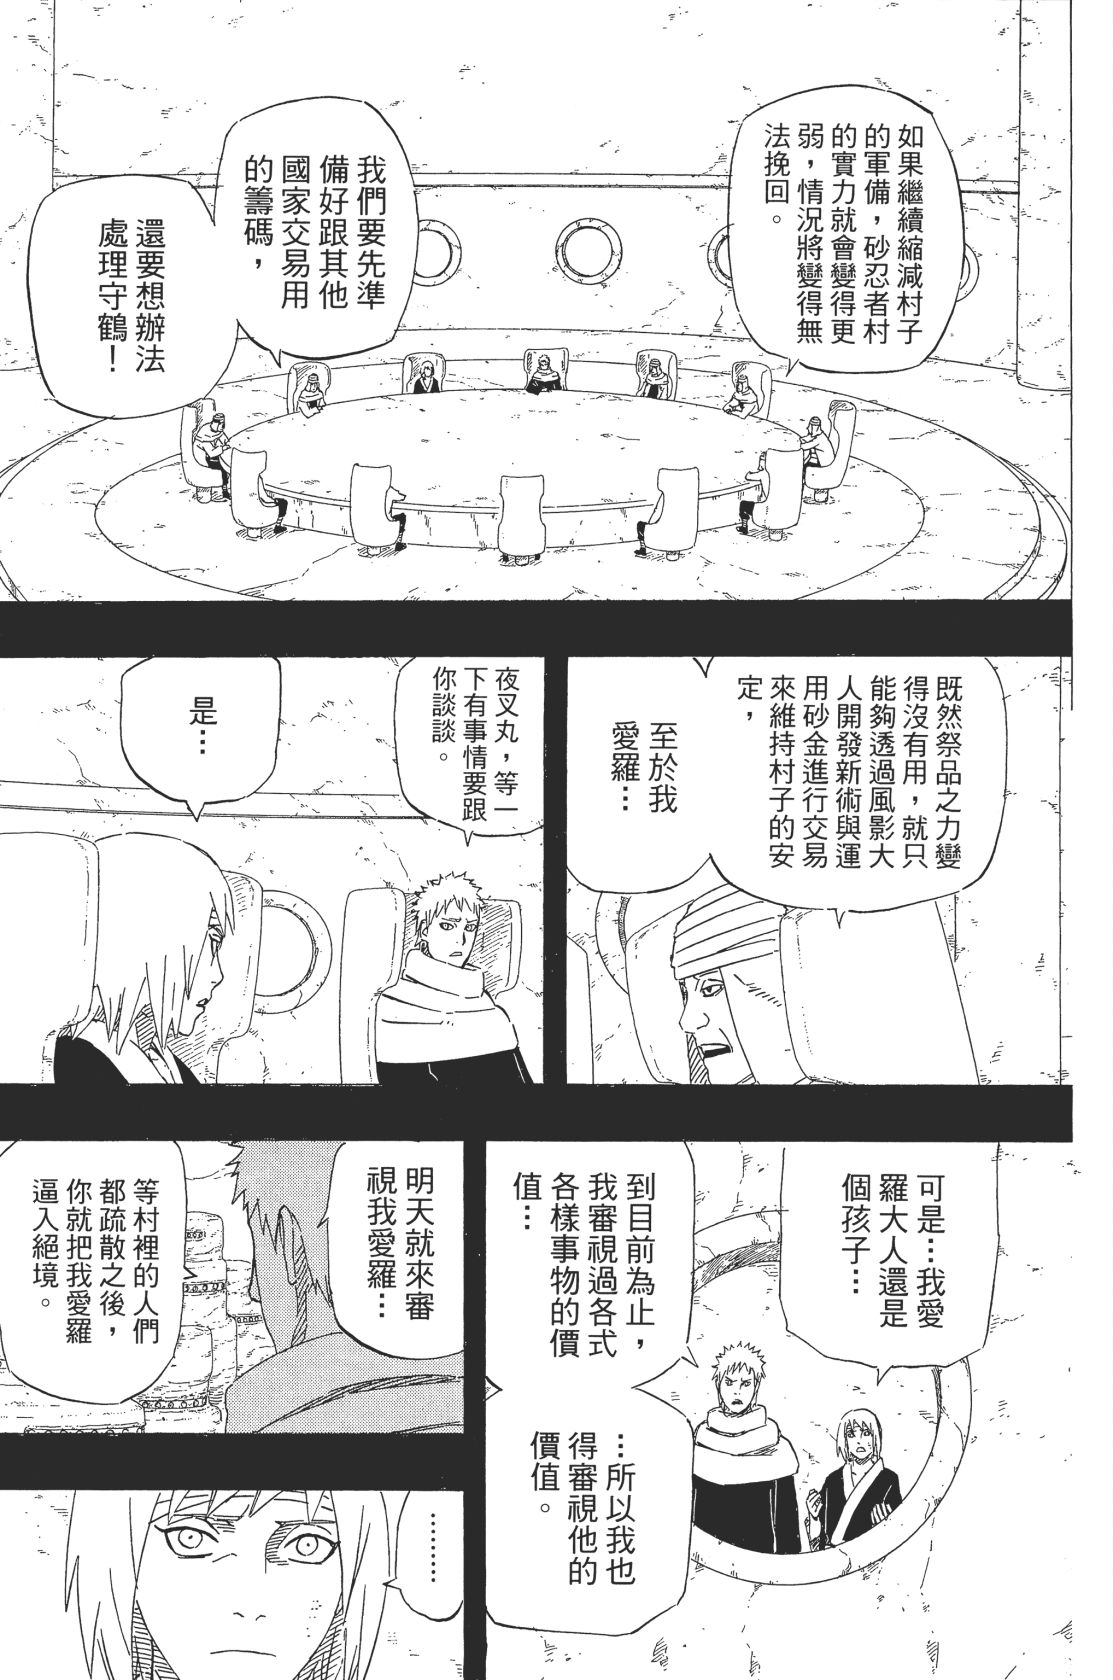 如果繼續縮減村子
的軍備，砂忍者村
的實力就會變得更
弱，情況將變得無
法挽回。
我們要先準
備好跟其他
國家交易用
的籌碼，
還要想辦法
處理守鶴！
既然祭品之力變
得沒有用，就只
能夠透過風影大
人開發新術與運
用砂金進行交易
來維持村子的安
定，
至於我
愛羅…
夜叉丸，等一
下有事情要跟
你談談。
是…
可是…我愛
羅大人還是
個孩子…
到目前為止，
我審視過各式
各樣事物的價
值…
…所以我也
得審視他的
價值。
明天就來審
視我愛羅…
等村裡的人們
都疏散之後，
你就把我愛羅
逼入絕境。
………